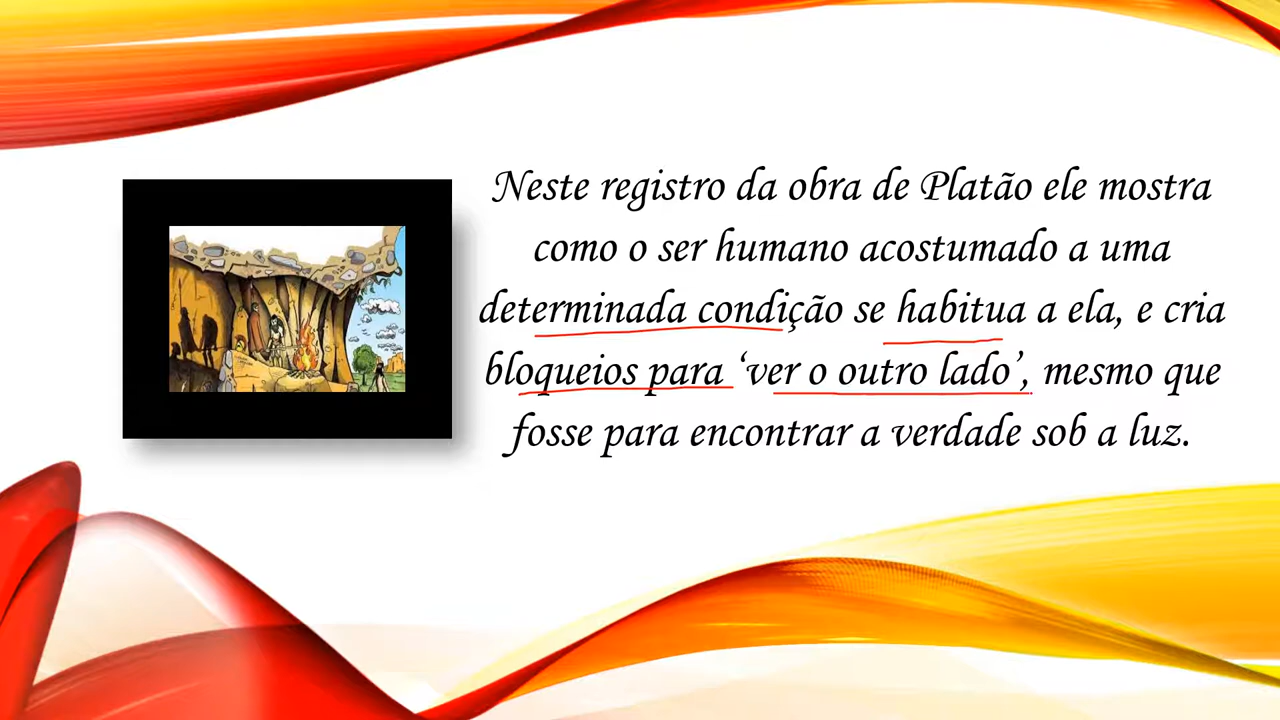 Neste registro da obra de Platão ele mostra
como o ser humano acostumado a uma
determinada condição se habitua a ela, e cria
bloqueios para ‘ver o outro lado’, mesmo que
fosse para encontrar a verdade sob a luz.